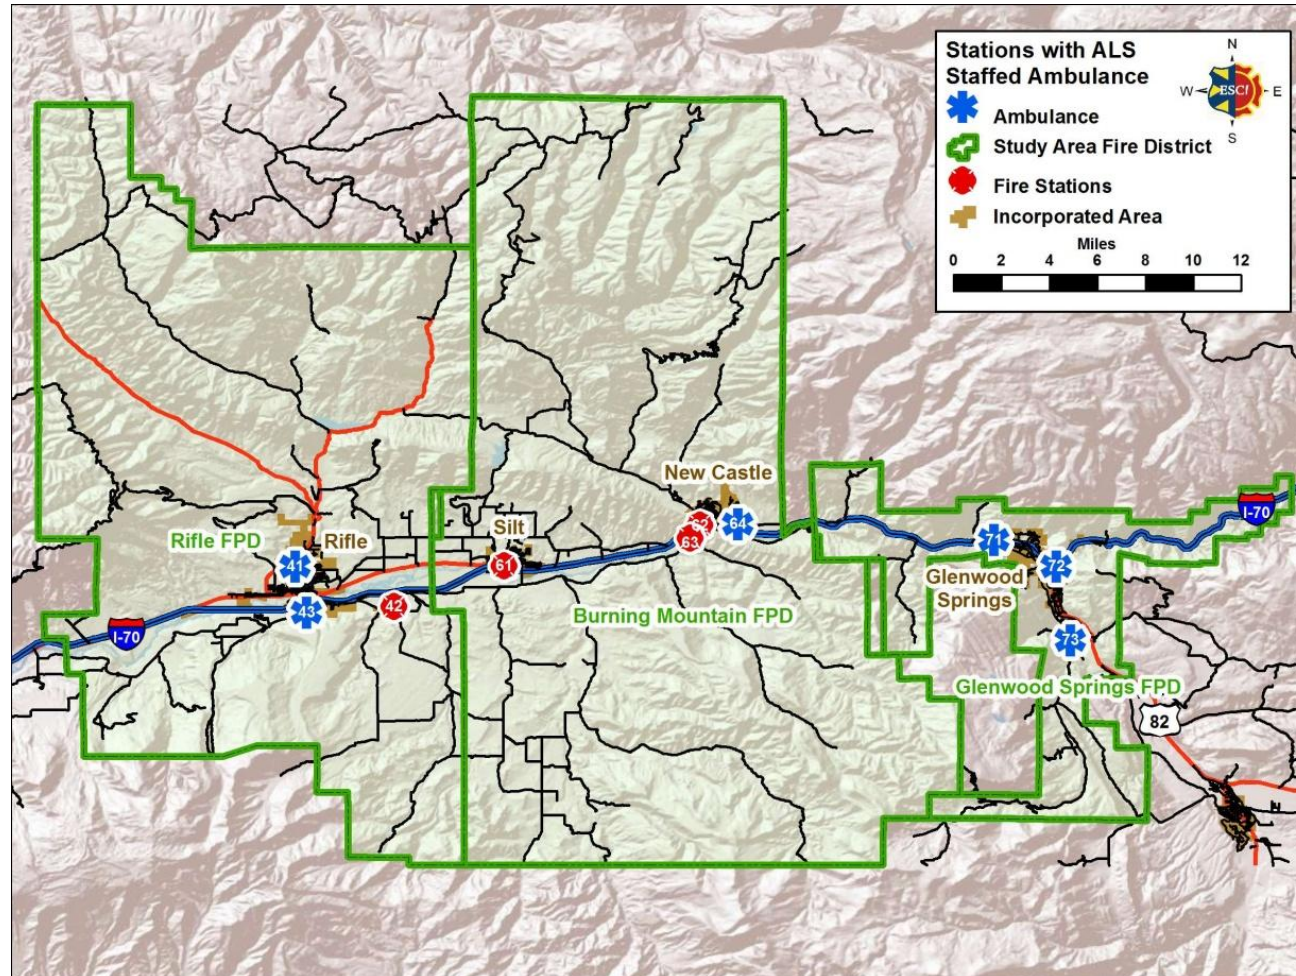 Stations with ALS
Staffed Ambulance
N
W
ESCI
E
S
Ambulance
Study Area Fire District
Fire Stations
Incorporated Area
Miles
0 2 4 6 8 10 12
New Castle
62
64
63
I-70
Silt
Rifle FPD
Rifle
71
41
61
72
Glenwood
Springs
43
42
Burning Mountain FPD
I-70
73
Glenwood Springs FPD
82